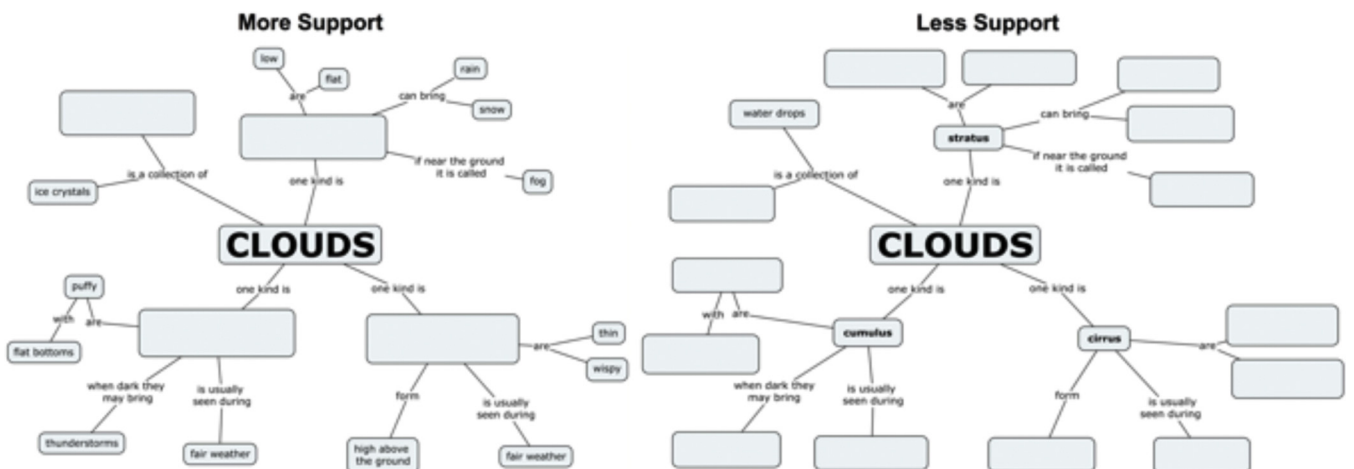 More Support
low
flat
are
rain
can bring
snow
if near the ground
it is called
fog
one kind is
is a collection of
ice crystals
CLOUDS
one kind is
one kind is
puffy
with
are
flat bottoms
when dark they
may bring
is usually
seen during
thunderstorms
fair weather
thin
are
wispy
form
is usually
seen during
high above
the ground
fair weather
Less Support
water drops
are
can bring
stratus
if near the ground
it is called
one kind is
is a collection of
CLOUDS
one kind is
one kind is
with
are
cumulus
when dark they
may bring
is usually
seen during
cirrus
are
form
is usually
seen during